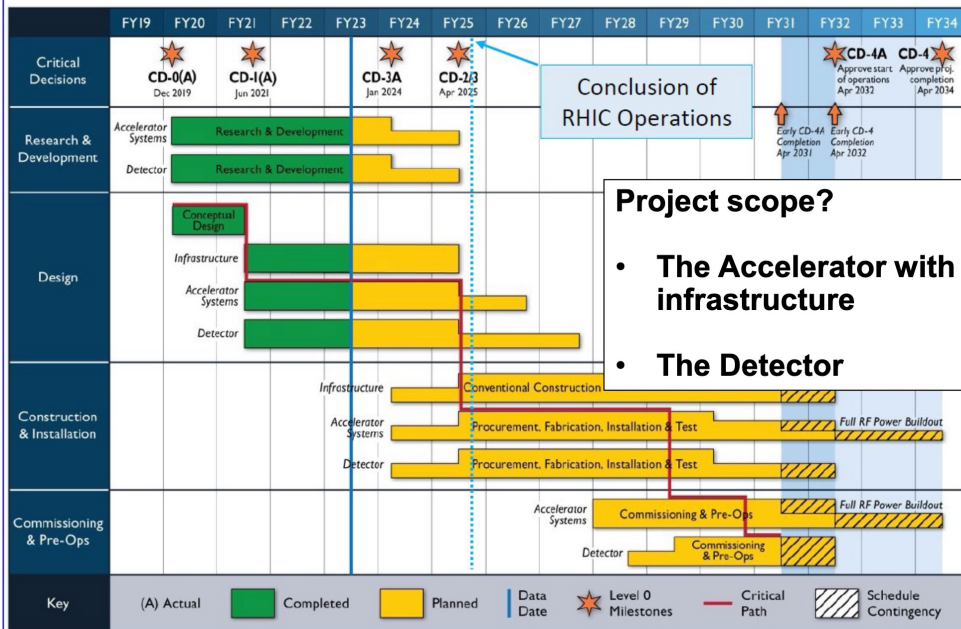 FY19 FY20 FY21 FY22 FY23 FY24 FY25 FY26 FY27 FY28 FY29 FY30 FY31 FY32 FY33 FY34
Critical
Decisions
CD-0(A)
Dec 2019
CD-1(A)
Jun 2021
CD-3A
Jan 2024
CD-2/3
Apr 2025
Conclusion of
RHIC Operations
CD-4A
Approve start
of operations
Apr 2032
CD-4
Approve proj.
completion
Apr 2034
Early CD-4A
Completion
Apr 2031
Early CD-4
Completion
Apr 2032
Research &
Development
Accelerator
Systems
Research & Development
Detector
Research & Development
Project scope?
• The Accelerator with
infrastructure
• The Detector
Design
Conceptual
Design
Infrastructure
Accelerator
Systems
Detector
Construction
& Installation
Infrastructure
Conventional Construction
Accelerator
Systems
Procurement, Fabrication, Installation & Test
Full RF Power Buildout
Detector
Procurement, Fabrication, Installation & Test
Commissioning
& Pre-Ops
Accelerator
Systems
Commissioning & Pre-Ops
Full RF Power Buildout
Detector
Commissioning
& Pre-Ops
Key
(A) Actual
Completed
Planned
Data
Date
Level 0
Milestones
Critical
Path
Schedule
Contingency